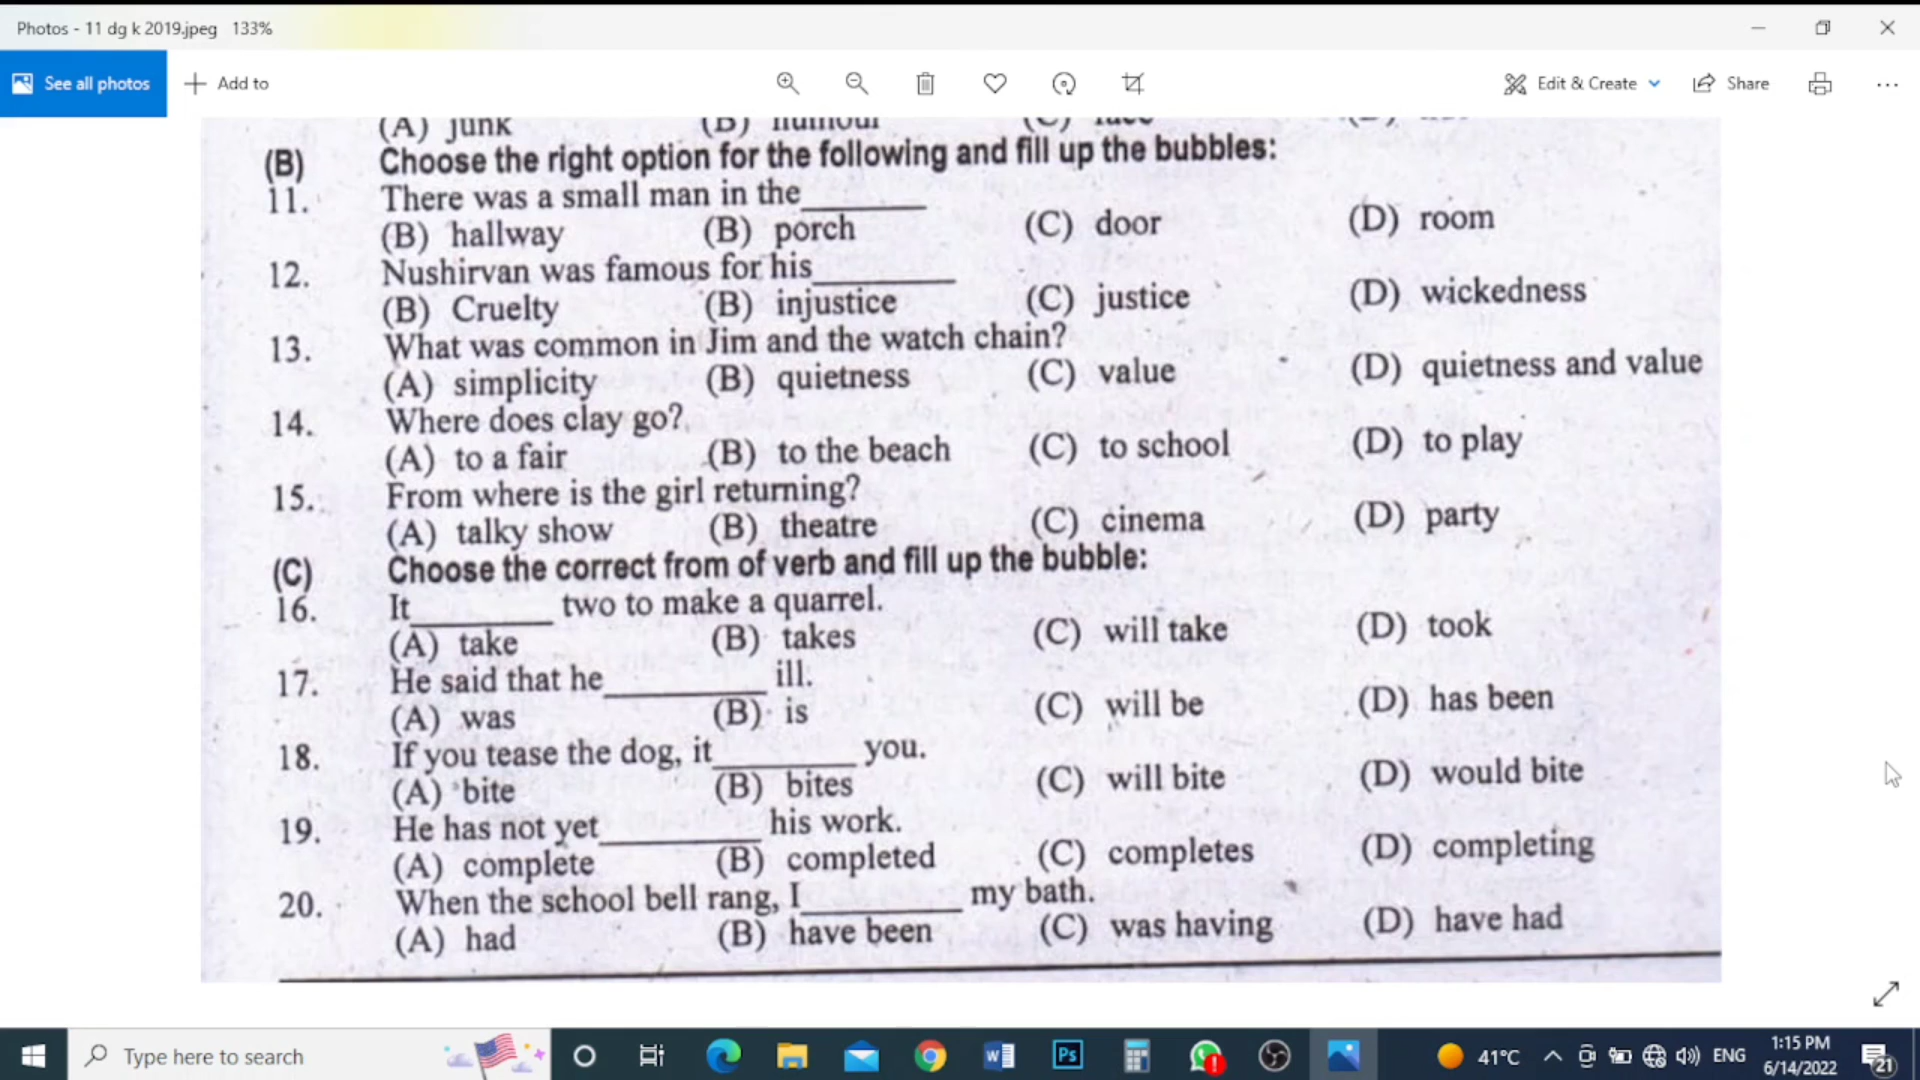 Photos - 11 dg k 2019.jpeg 133%
See all photos Add to Edit & Create Share
(A) junk (B) humour (C) face
(B) Choose the right option for the following and fill up the bubbles:
11. There was a small man in the______
(B) hallway (B) porch (C) door (D) room
12. Nushirvan was famous for his______
(B) Cruelty (B) injustice (C) justice (D) wickedness
13. What was common in Jim and the watch chain?
(A) simplicity (B) quietness (C) value (D) quietness and value
14. Where does clay go?
(A) to a fair (B) to the beach (C) to school (D) to play
15. From where is the girl returning?
(A) talky show (B) theatre (C) cinema (D) party
(C) Choose the correct from of verb and fill up the bubble:
16. It______ two to make a quarrel.
(A) take (B) takes (C) will take (D) took
17. He said that he______ ill.
(A) was (B) is (C) will be (D) has been
18. If you tease the dog, it______ you.
(A) bite (B) bites (C) will bite (D) would bite
19. He has not yet______ his work.
(A) complete (B) completed (C) completes (D) completing
20. When the school bell rang, I______ my bath.
(A) had (B) have been (C) was having (D) have had
Type here to search 41°C ENG 1:15 PM
6/14/2022 21